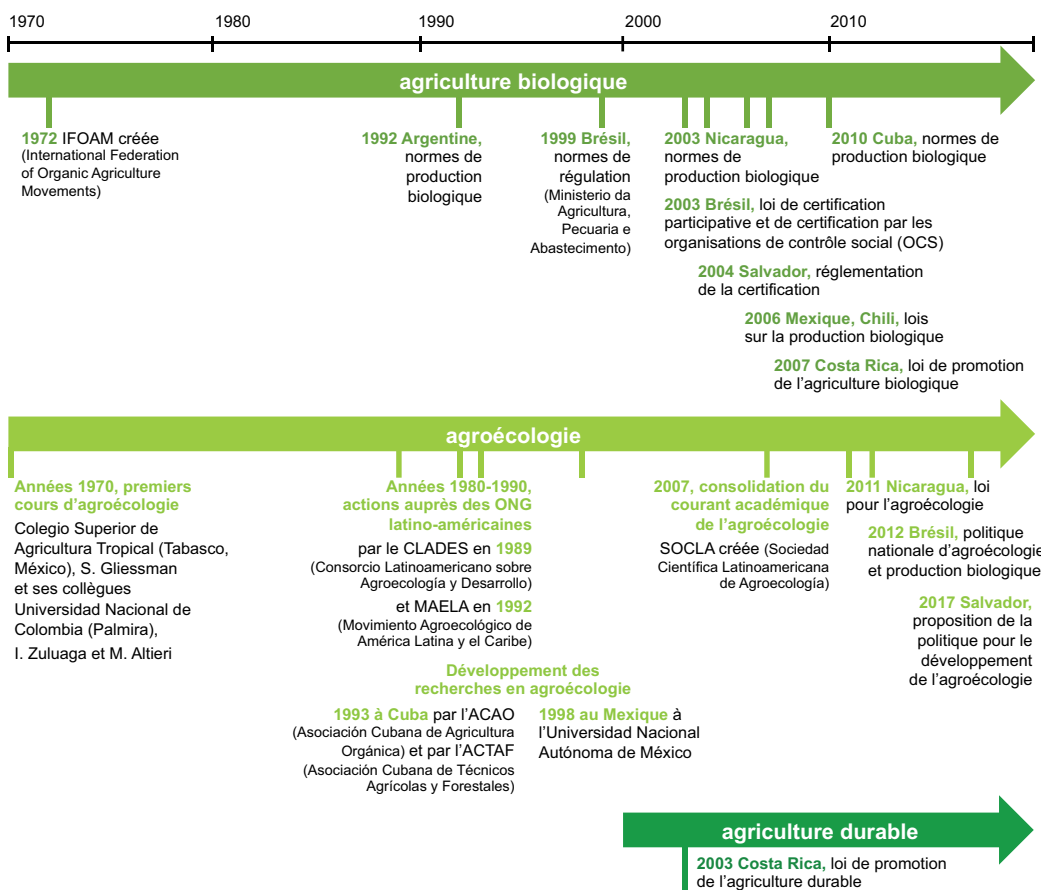 1970
1980
1990
2000
2010
agriculture biologique
1972 IFOAM créée
(International Federation
of Organic Agriculture
Movements)
1992 Argentine,
normes de
production
biologique
1999 Brésil,
normes de
régulation
(Ministerio da
Agricultura,
Pecuaria e
Abastecimento)
2003 Nicaragua,
normes de
production biologique
2010 Cuba, normes de
production biologique
2003 Brésil, loi de certification
participative et de certification par les
organisations de contrôle social (OCS)
2004 Salvador, réglementation
de la certification
2006 Mexique, Chili, lois
sur la production biologique
2007 Costa Rica, loi de promotion
de l'agriculture biologique
agroécologie
Années 1970, premiers
cours d'agroécologie
Colegio Superior de
Agricultura Tropical (Tabasco,
México), S. Gliessman
et ses collègues
Universidad Nacional de
Colombia (Palmira),
I. Zuluaga et M. Altieri
Années 1980-1990,
actions auprès des ONG
latino-américaines
par le CLADES en 1989
(Consorcio Latinoamericano sobre
Agroecología y Desarrollo)
et MAELA en 1992
(Movimiento Agroecológico de
América Latina y el Caribe)
Développement des
recherches en agroécologie
1993 à Cuba par l'ACAO
(Asociación Cubana de Agricultura
Orgánica) et par l'ACTAF
(Asociación Cubana de Técnicos
Agrícolas y Forestales)
1998 au Mexique à
l'Universidad Nacional
Autónoma de México
2007, consolidation du
courant académique
de l'agroécologie
SOCLA créée (Sociedad
Científica Latinoamericana
de Agroecología)
2011 Nicaragua, loi
pour l'agroécologie
2012 Brésil, politique
nationale d'agroécologie
et production biologique
2017 Salvador,
proposition de la
politique pour le
développement
de l'agroécologie
agriculture durable
2003 Costa Rica, loi de promotion
de l'agriculture durable